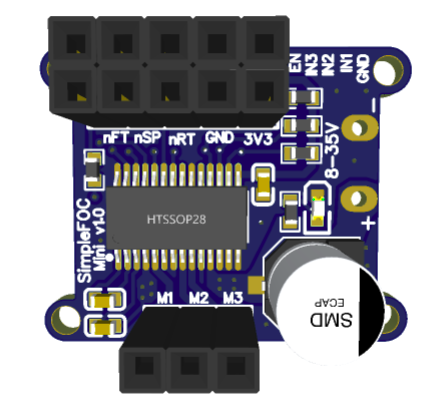 EN
IN3
IN2
IN1
GND
nFT nSP nRT GND 3V3
8-35V
−
+
HTSSOP28
SimpleFOC
Mini v1.0
M1 M2 M3
SMD
ECAP